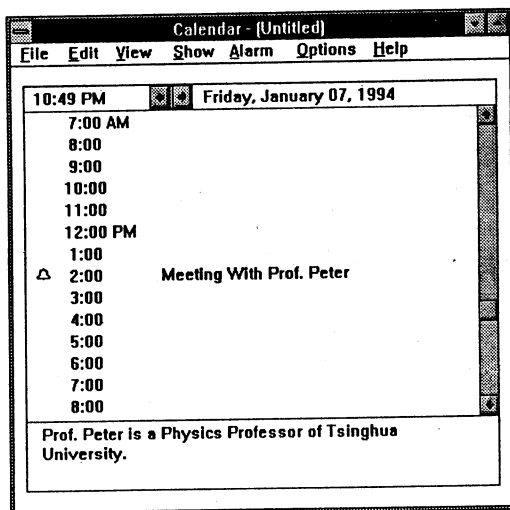 Calendar - (Untitled)
File Edit View Show Alarm Options Help
10:49 PM Friday, January 07, 1994
7:00 AM
8:00
9:00
10:00
11:00
12:00 PM
1:00
2:00 Meeting With Prof. Peter
3:00
4:00
5:00
6:00
7:00
8:00
Prof. Peter is a Physics Professor of Tsinghua
University.